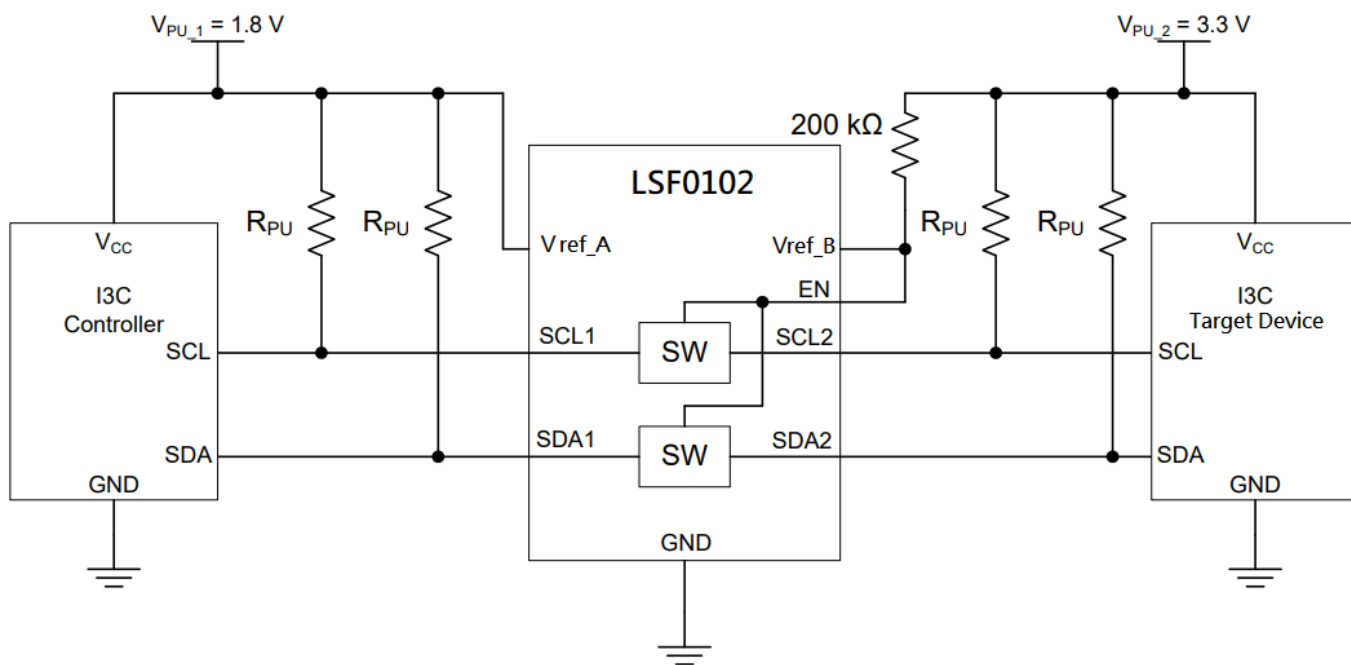 V_PU_1 = 1.8 V
V_PU_2 = 3.3 V
200 kΩ
LSF0102
R_PU
R_PU
R_PU
R_PU
V_CC
Vref_A
Vref_B
V_CC
I3C
Controller
EN
I3C
Target Device
SCL
SCL1
SW
SCL2
SCL
SDA
SDA1
SW
SDA2
SDA
GND
GND
GND